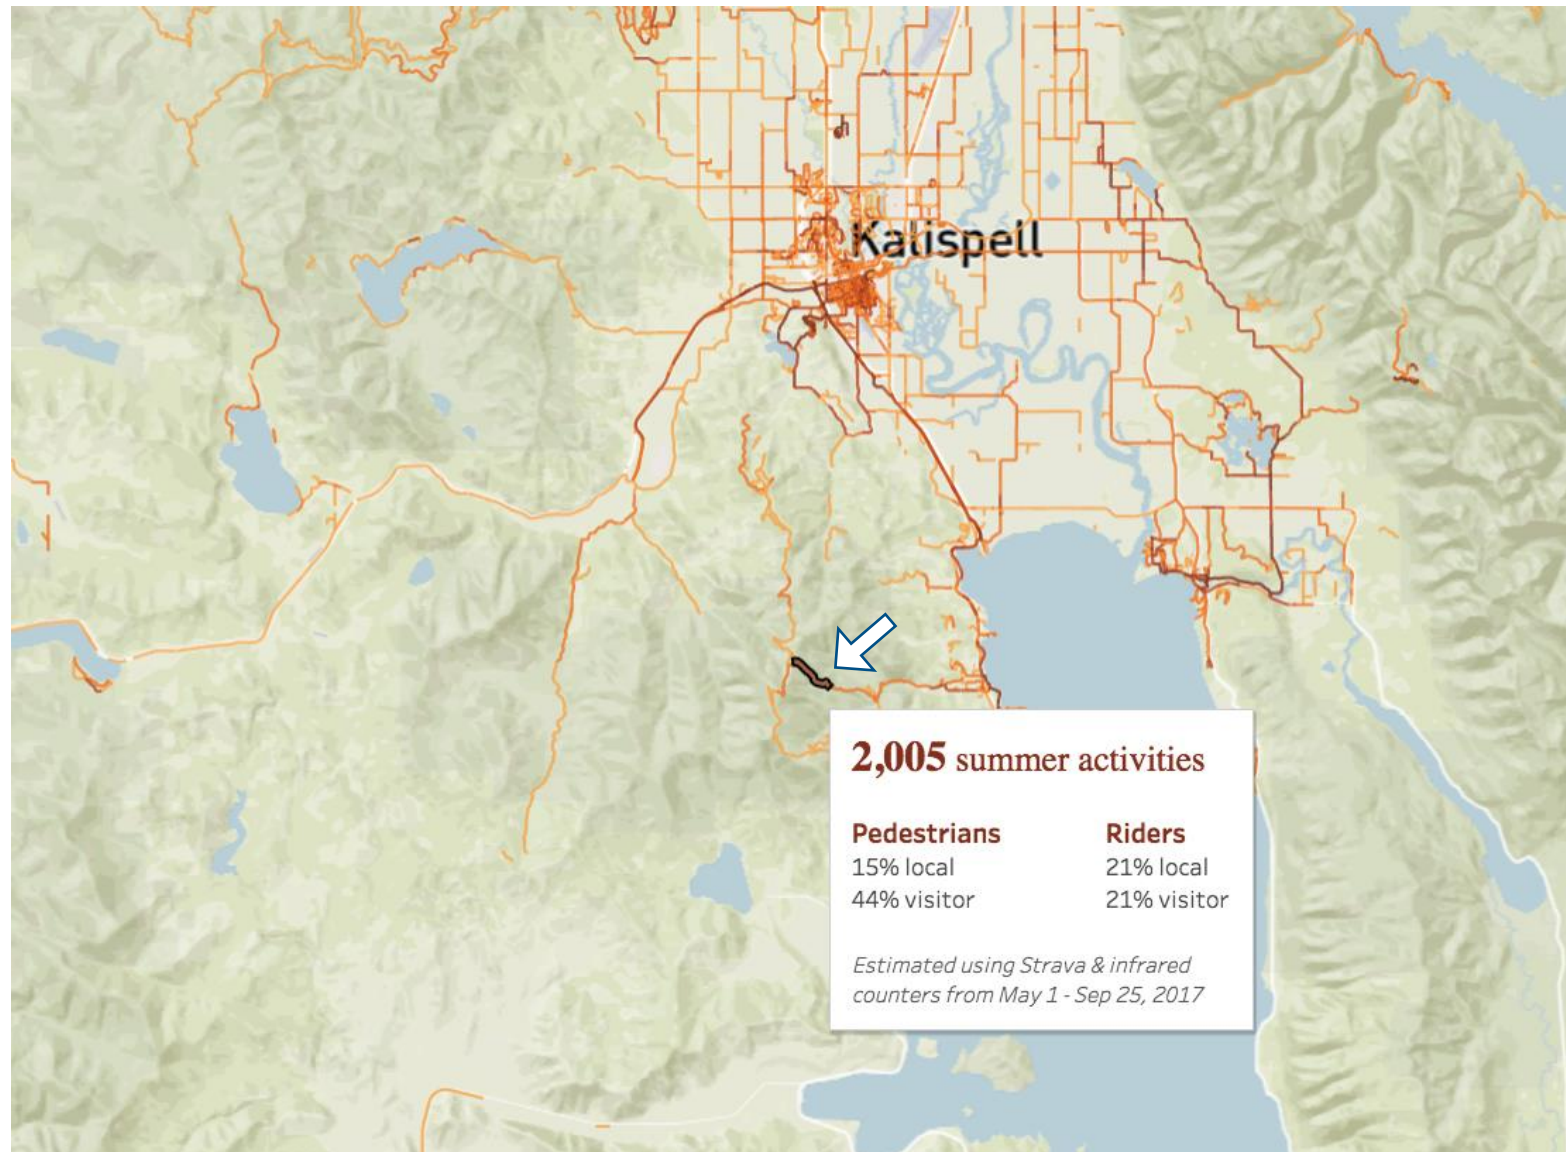 Kalispell
2,005 summer activities
Pedestrians Riders
15% local 21% local
44% visitor 21% visitor
Estimated using Strava & infrared
counters from May 1 - Sep 25, 2017